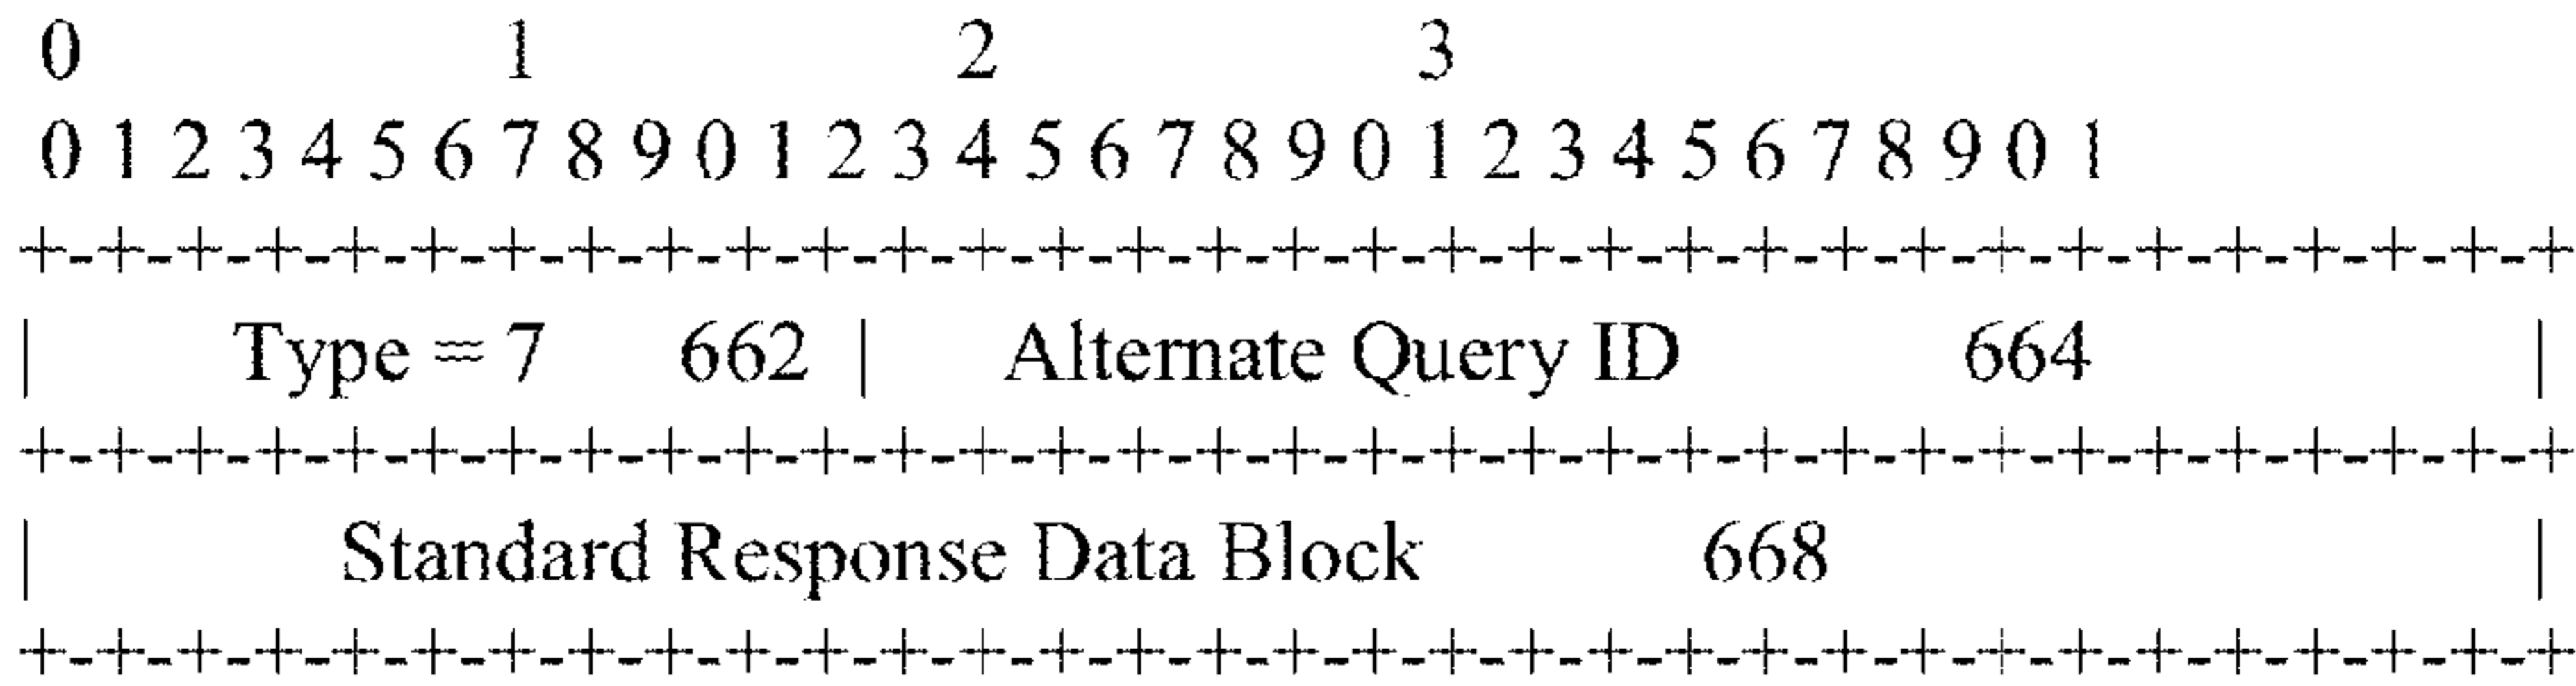 0 1 2 3
0 1 2 3 4 5 6 7 8 9 0 1 2 3 4 5 6 7 8 9 0 1 2 3 4 5 6 7 8 9 0 1
+-+-+-+-+-+-+-+-+-+-+-+-+-+-+-+-+-+-+-+-+-+-+-+-+-+-+-+-+-+-+-+-+
| Type = 7 662 | Alternate Query ID 664 |
+-+-+-+-+-+-+-+-+-+-+-+-+-+-+-+-+-+-+-+-+-+-+-+-+-+-+-+-+-+-+-+-+
| Standard Response Data Block 668 |
+-+-+-+-+-+-+-+-+-+-+-+-+-+-+-+-+-+-+-+-+-+-+-+-+-+-+-+-+-+-+-+-+